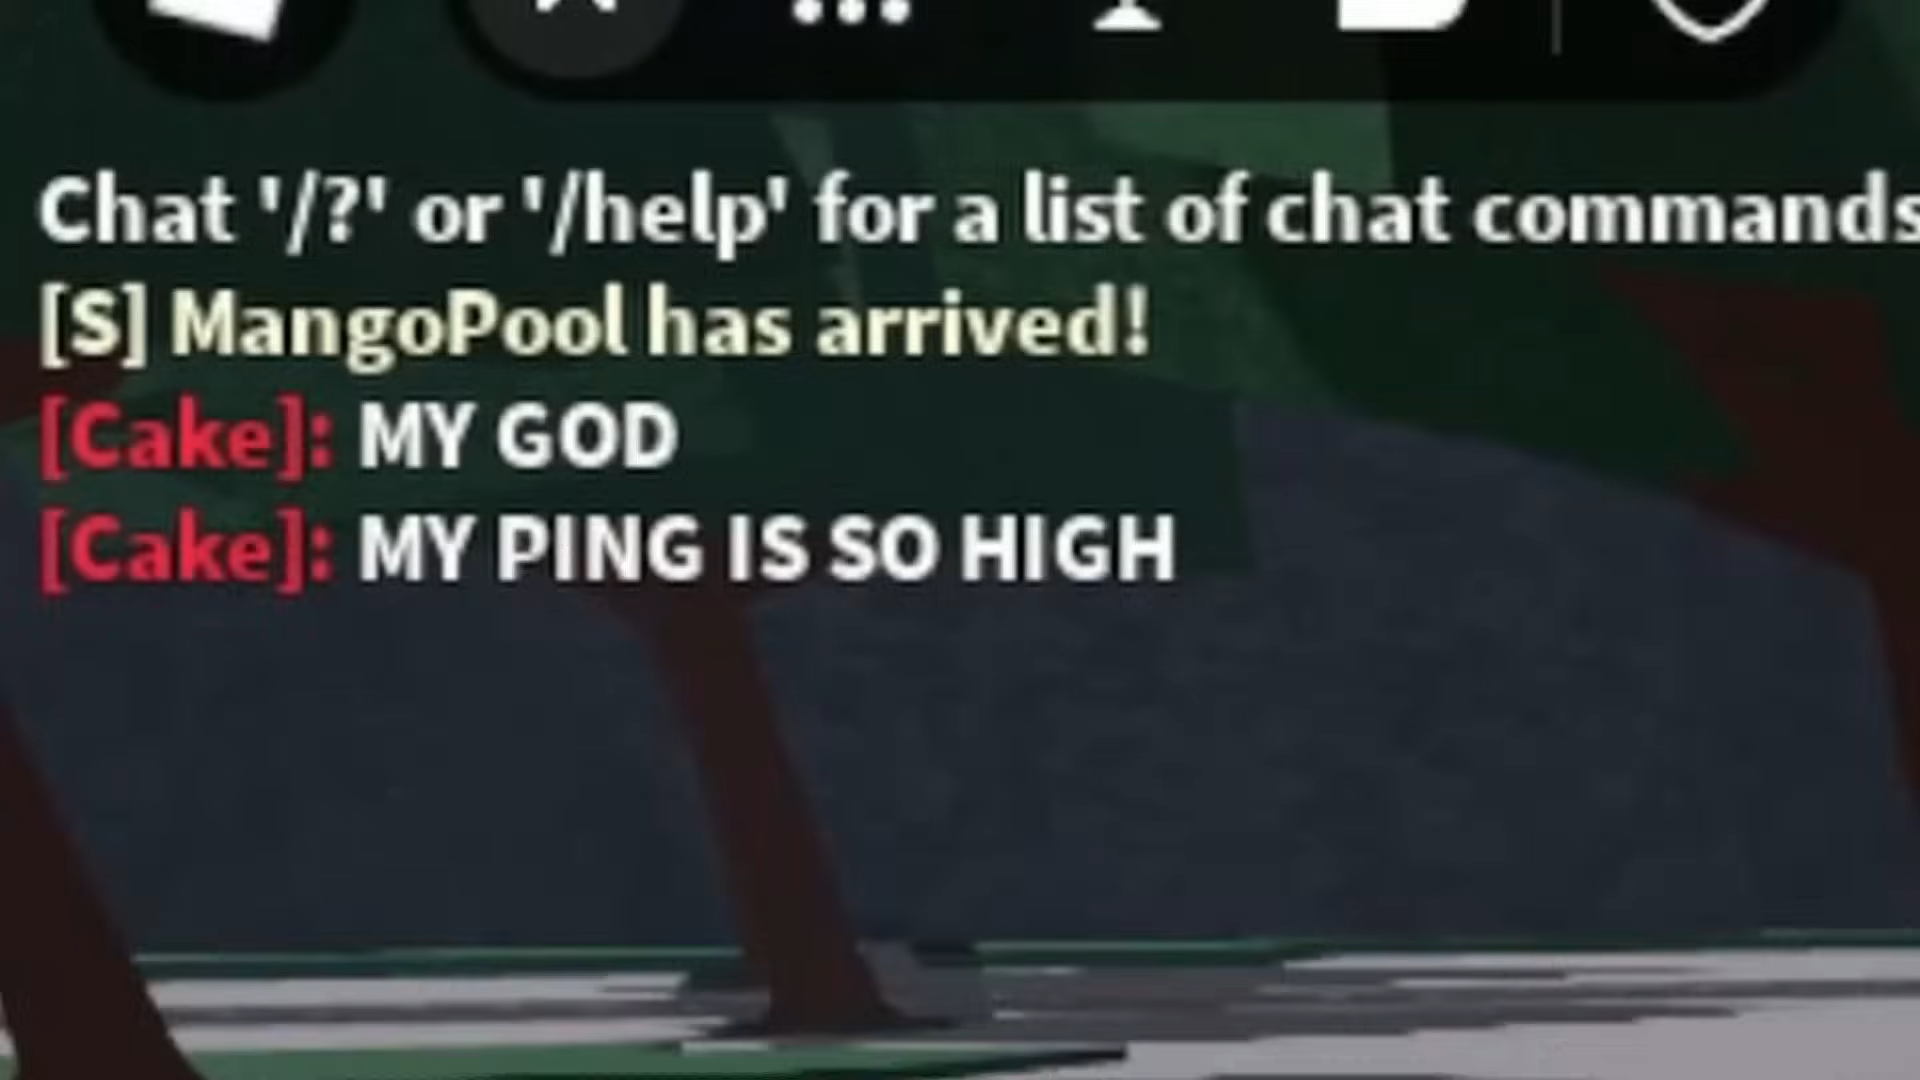 Chat '/?' or '/help' for a list of chat commands
[S] MangoPool has arrived!
[Cake]: MY GOD
[Cake]: MY PING IS SO HIGH